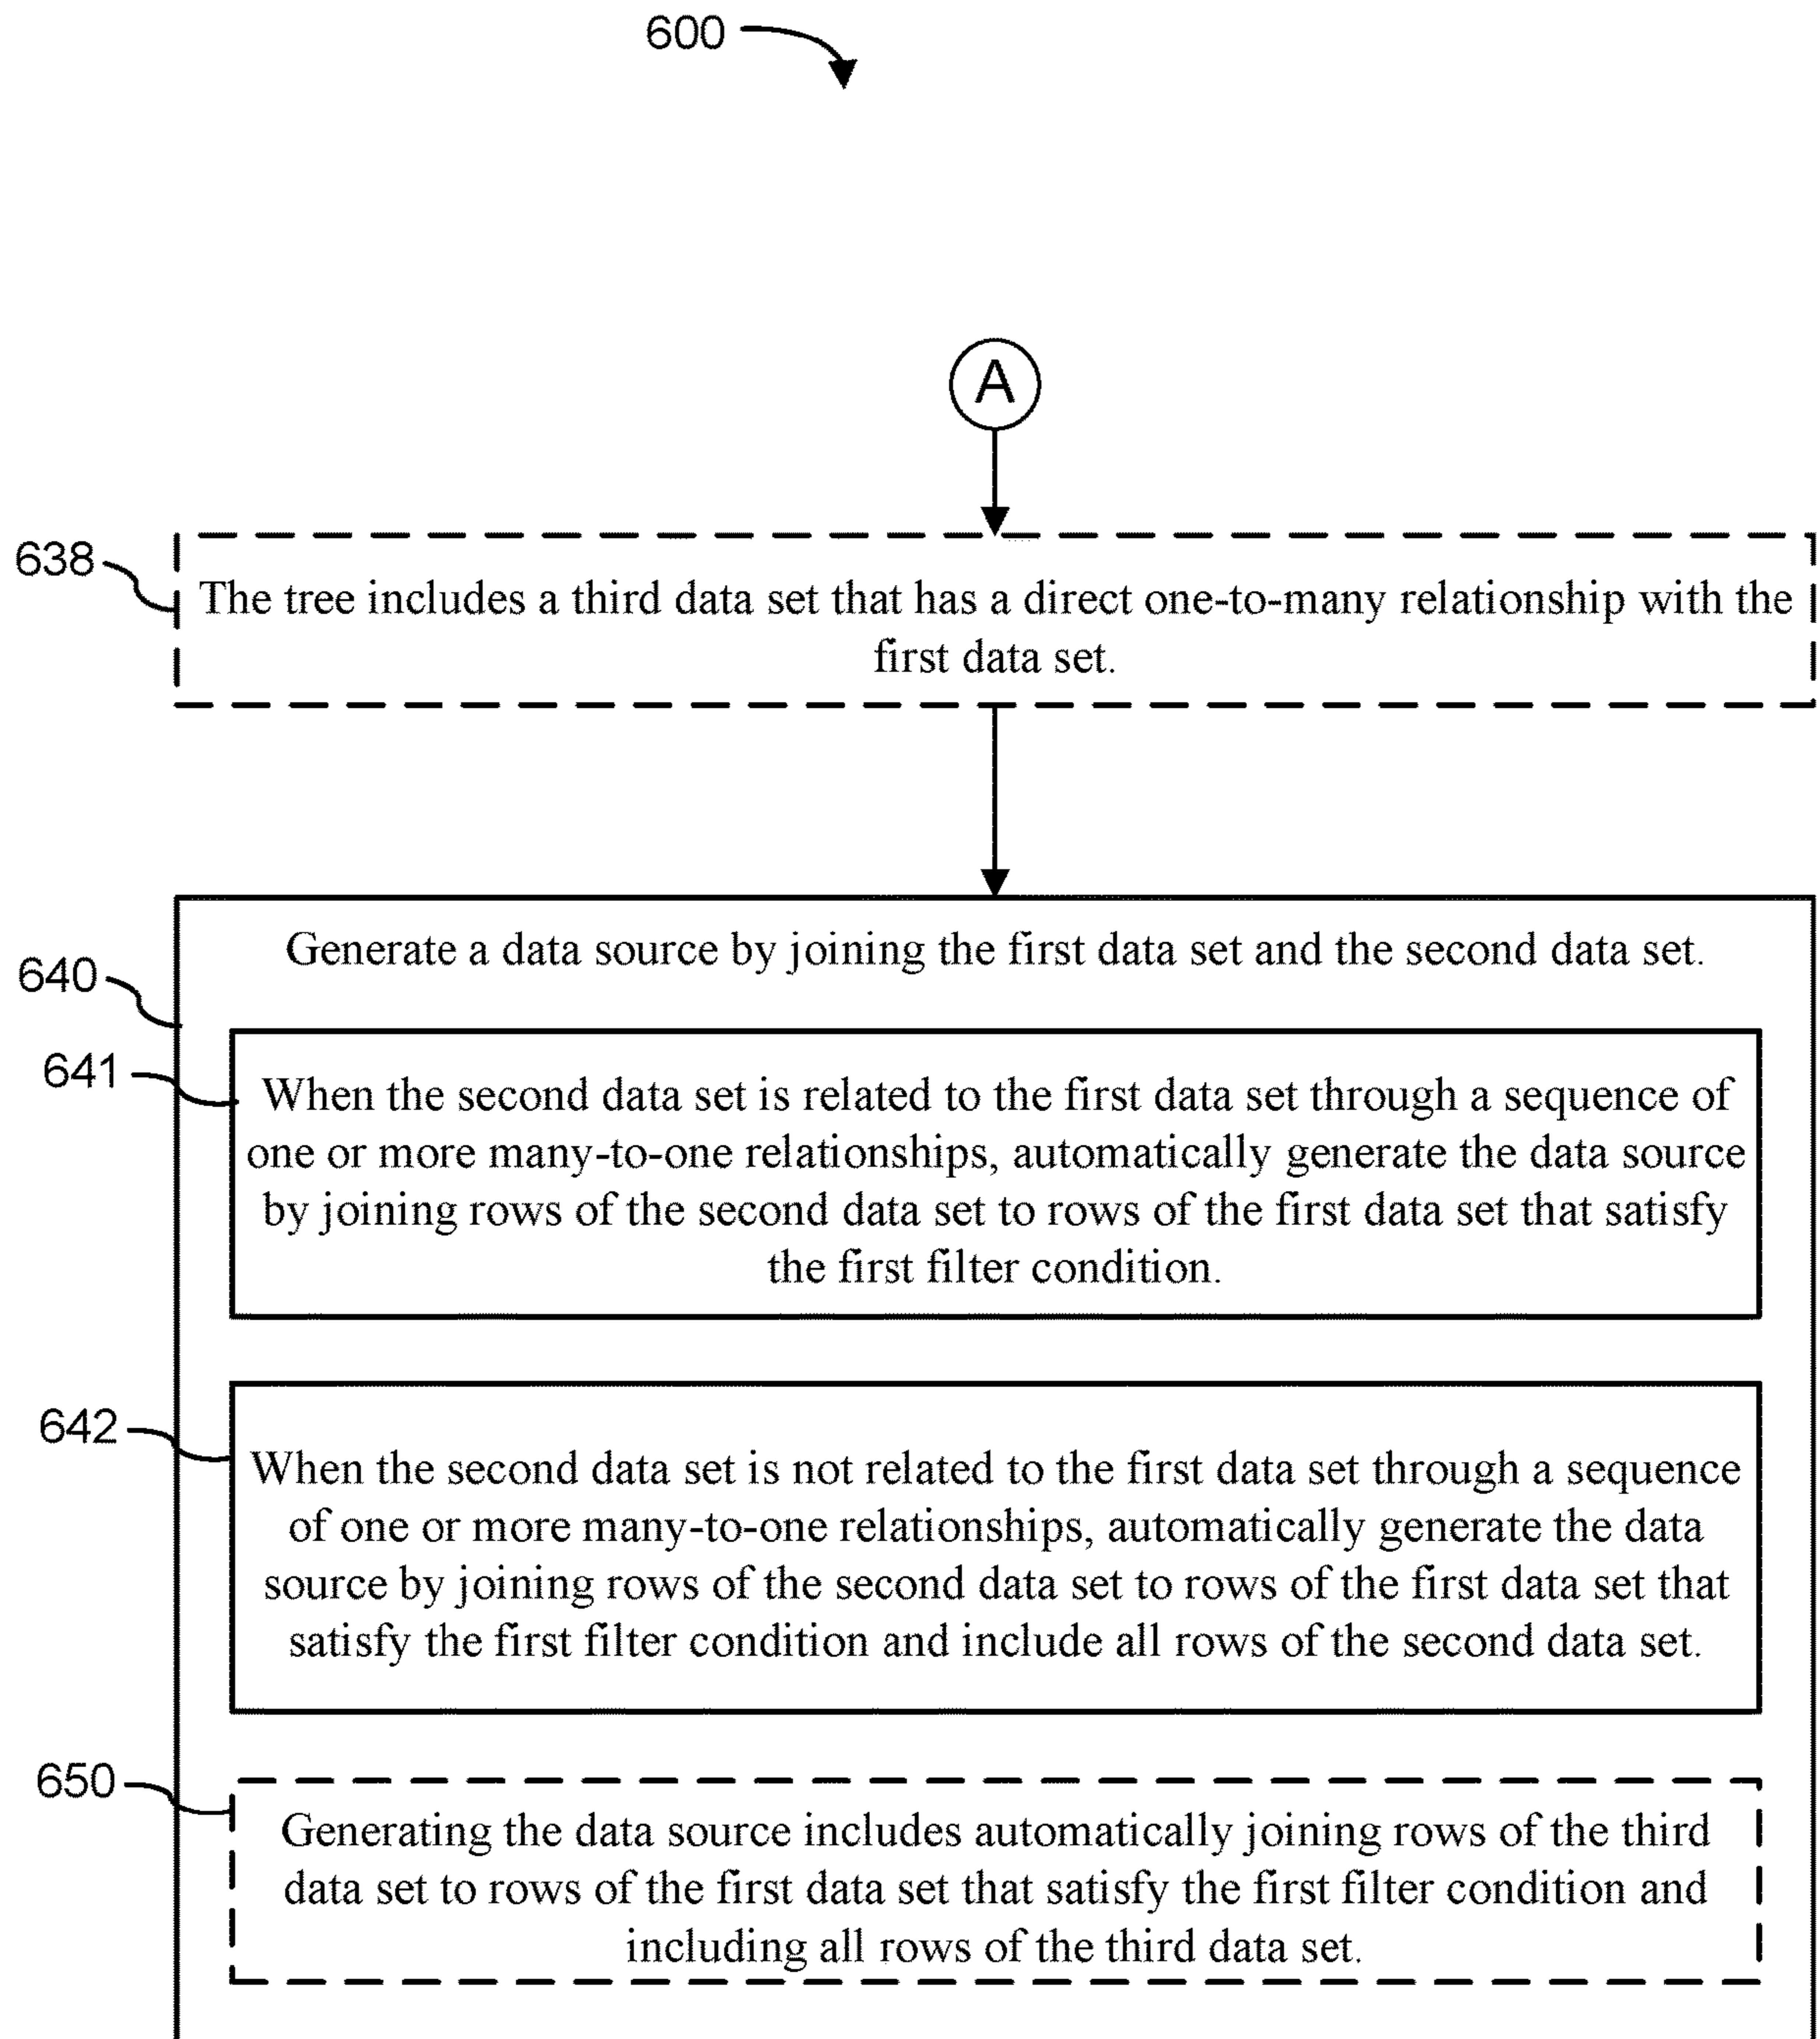 600
A
638
The tree includes a third data set that has a direct one-to-many relationship with the
first data set.
640
Generate a data source by joining the first data set and the second data set.
641
When the second data set is related to the first data set through a sequence of
one or more many-to-one relationships, automatically generate the data source
by joining rows of the second data set to rows of the first data set that satisfy
the first filter condition.
642
When the second data set is not related to the first data set through a sequence
of one or more many-to-one relationships, automatically generate the data
source by joining rows of the second data set to rows of the first data set that
satisfy the first filter condition and include all rows of the second data set.
650
Generating the data source includes automatically joining rows of the third
data set to rows of the first data set that satisfy the first filter condition and
including all rows of the third data set.